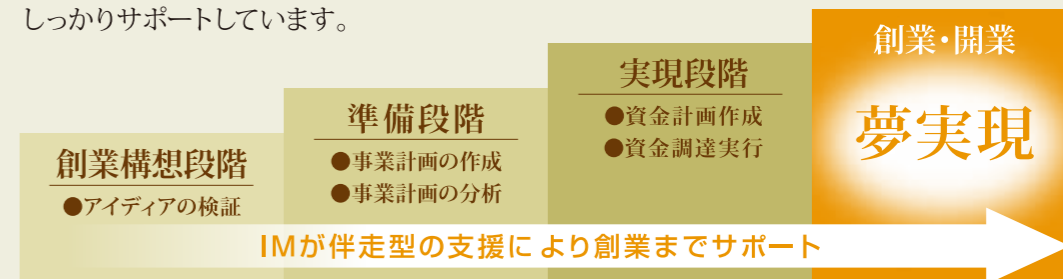 しっかりサポートしています。
創業構想段階
●アイディアの検証
準備段階
●事業計画の作成
●事業計画の分析
実現段階
●資金計画作成
●資金調達実行
創業・開業
夢実現
IMが伴走型の支援により創業までサポート